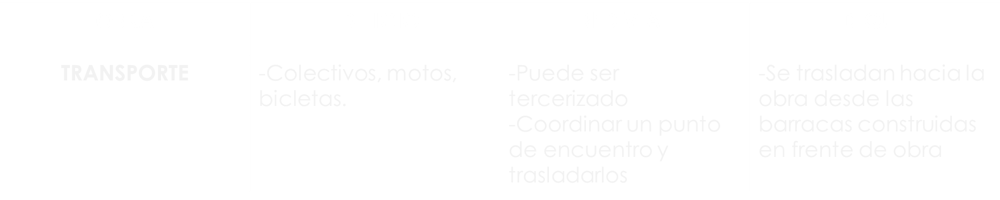 TRANSPORTE
-Colectivos, motos,
bicletas.
-Puede ser
tercerizado
-Coordinar un punto
de encuentro y
trasladarlos
-Se trasladan hacia la
obra desde las
barracas construidas
en frente de obra